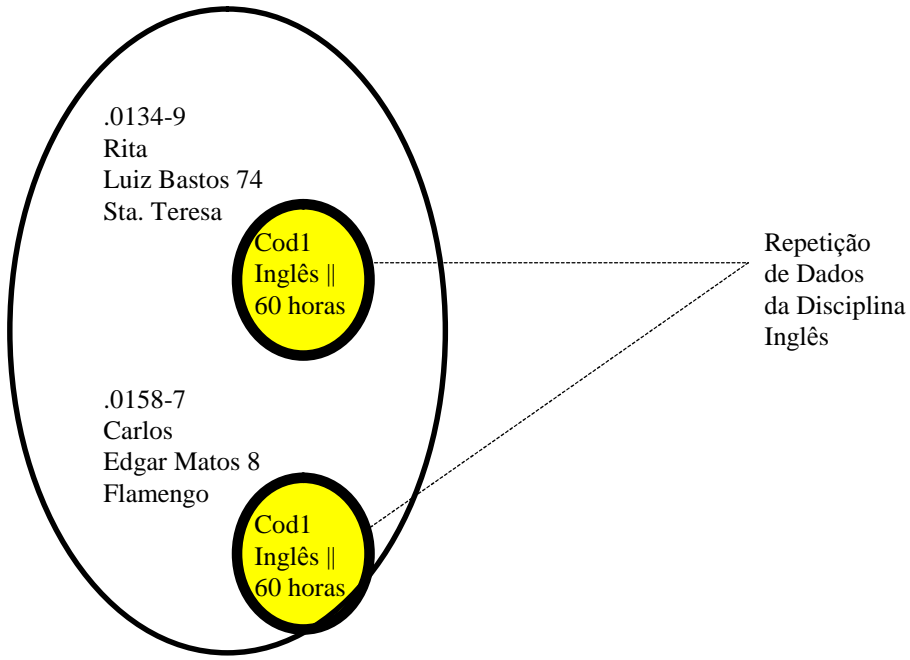 .0134-9
Rita
Luiz Bastos 74
Sta. Teresa
Cod1
Inglês ||
60 horas
Repetição
de Dados
da Disciplina
Inglês
.0158-7
Carlos
Edgar Matos 8
Flamengo
Cod1
Inglês ||
60 horas